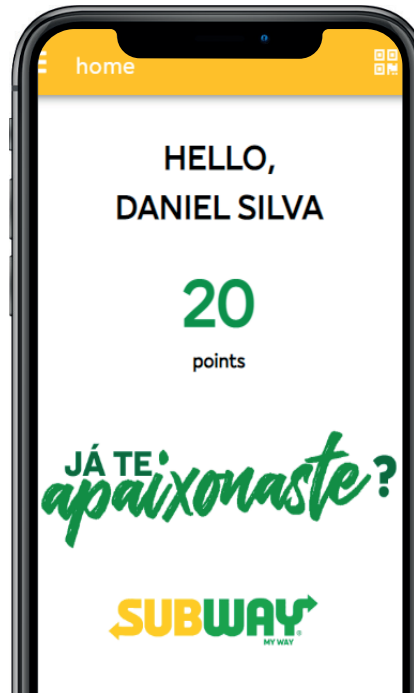 home
HELLO,
DANIEL SILVA
20
points
JÁ TE
apaixonaste?
SUBWAY
MY WAY